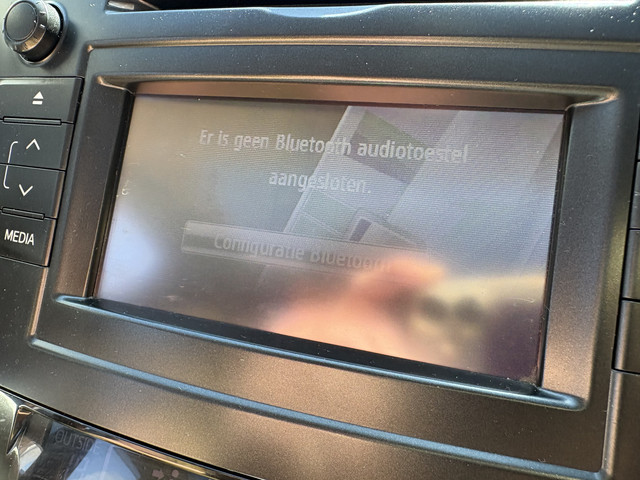 Er is geen Bluetooth audiotoestel
aangesloten.
Configuratie Bluetooth
MEDIA